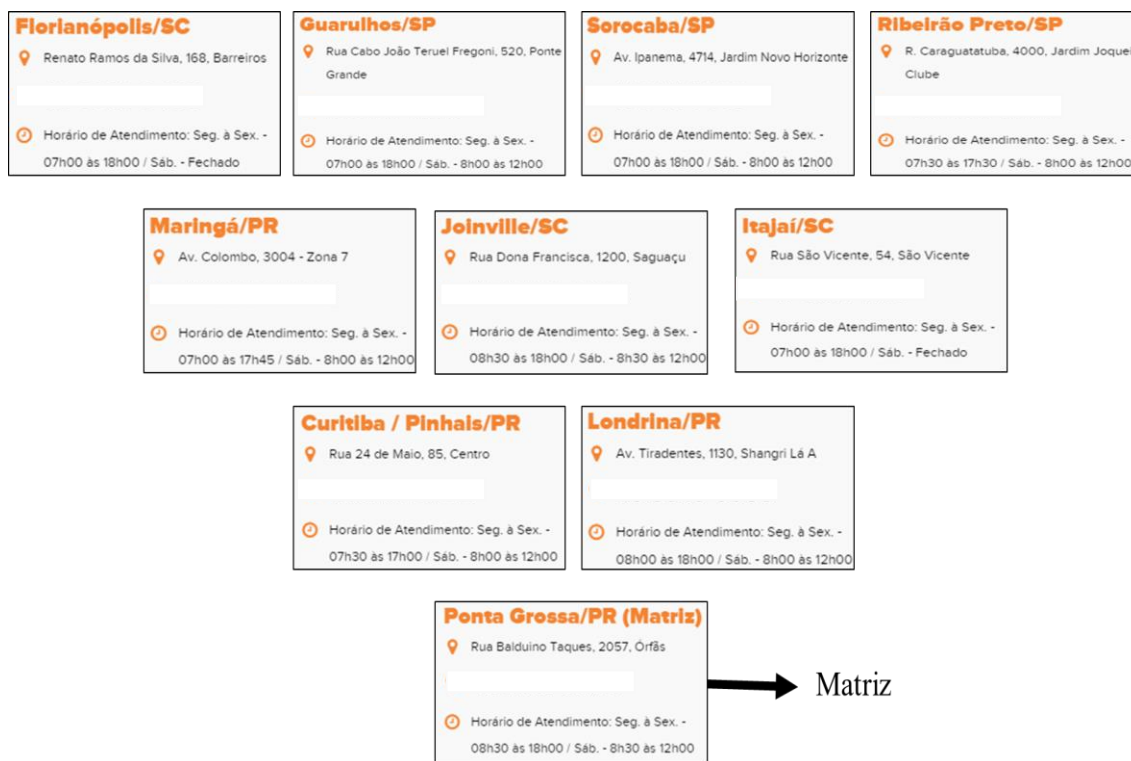 Florianópolis/SC
Renato Ramos da Silva, 168, Barreiros
Horário de Atendimento: Seg. à Sex. -
07h00 às 18h00 / Sáb. - Fechado
Guarulhos/SP
Rua Cabo João Teruel Fregoni, 520, Ponte
Grande
Horário de Atendimento: Seg. à Sex. -
07h00 às 18h00 / Sáb. - 8h00 às 12h00
Sorocaba/SP
Av. Ipanema, 4714, Jardim Novo Horizonte
Horário de Atendimento: Seg. à Sex. -
07h00 às 18h00 / Sáb. - 8h00 às 12h00
Ribeirão Preto/SP
R. Caraguatatuba, 4000, Jardim Joquei
Clube
Horário de Atendimento: Seg. à Sex. -
07h30 às 17h30 / Sáb. - 8h00 às 12h00
Maringá/PR
Av. Colombo, 3004 - Zona 7
Horário de Atendimento: Seg. à Sex. -
07h00 às 17h45 / Sáb. - 8h00 às 12h00
Joinville/SC
Rua Dona Francisca, 1200, Saguaçu
Horário de Atendimento: Seg. à Sex. -
08h30 às 18h00 / Sáb. - 8h30 às 12h00
Itajaí/SC
Rua São Vicente, 54, São Vicente
Horário de Atendimento: Seg. à Sex. -
07h00 às 18h00 / Sáb. - Fechado
Curitiba / Pinhais/PR
Rua 24 de Maio, 85, Centro
Horário de Atendimento: Seg. à Sex. -
07h30 às 17h00 / Sáb. - 8h00 às 12h00
Londrina/PR
Av. Tiradentes, 1130, Shangri Lá A
Horário de Atendimento: Seg. à Sex. -
08h00 às 18h00 / Sáb. - 8h00 às 12h00
Ponta Grossa/PR (Matriz)
Rua Balduino Taques, 2057, Órfãs
Horário de Atendimento: Seg. à Sex. -
08h30 às 18h00 / Sáb. - 8h30 às 12h00
Matriz